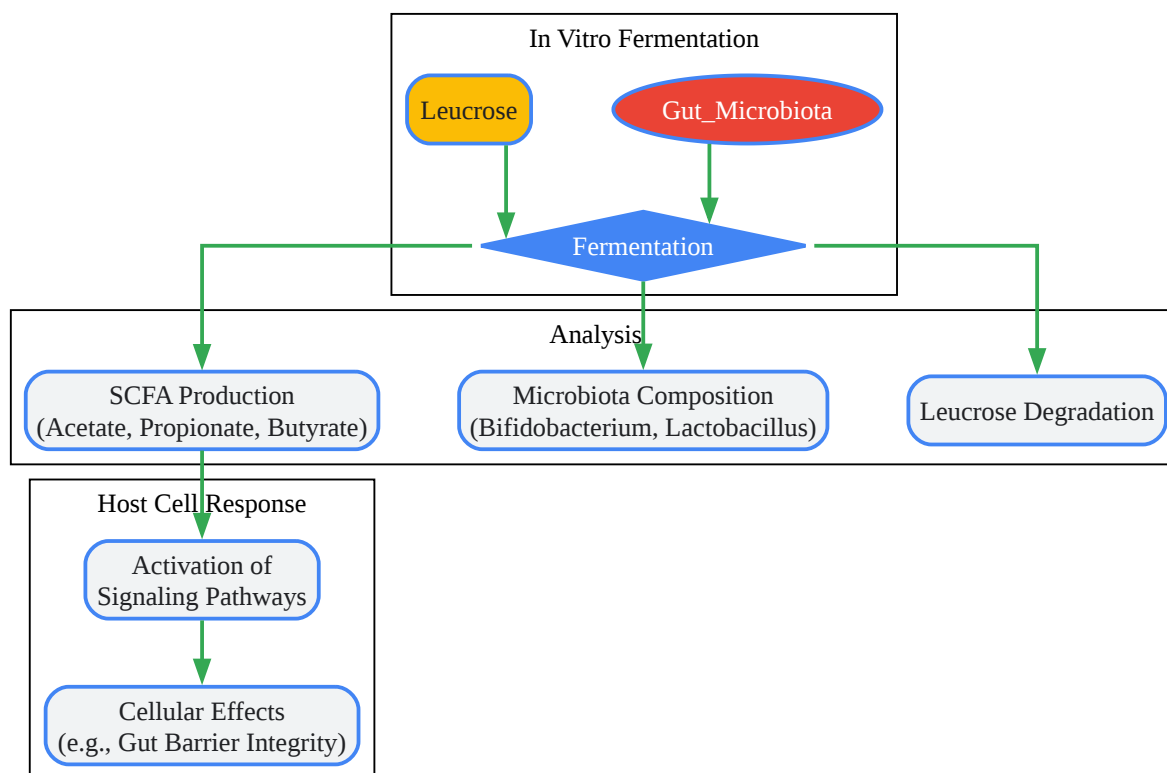 In Vitro Fermentation
Leucrose
Gut_Microbiota
Fermentation
Analysis
SCFA Production
(Acetate, Propionate, Butyrate)
Microbiota Composition
(Bifidobacterium, Lactobacillus)
Leucrose Degradation
Host Cell Response
Activation of
Signaling Pathways
Cellular Effects
(e.g., Gut Barrier Integrity)